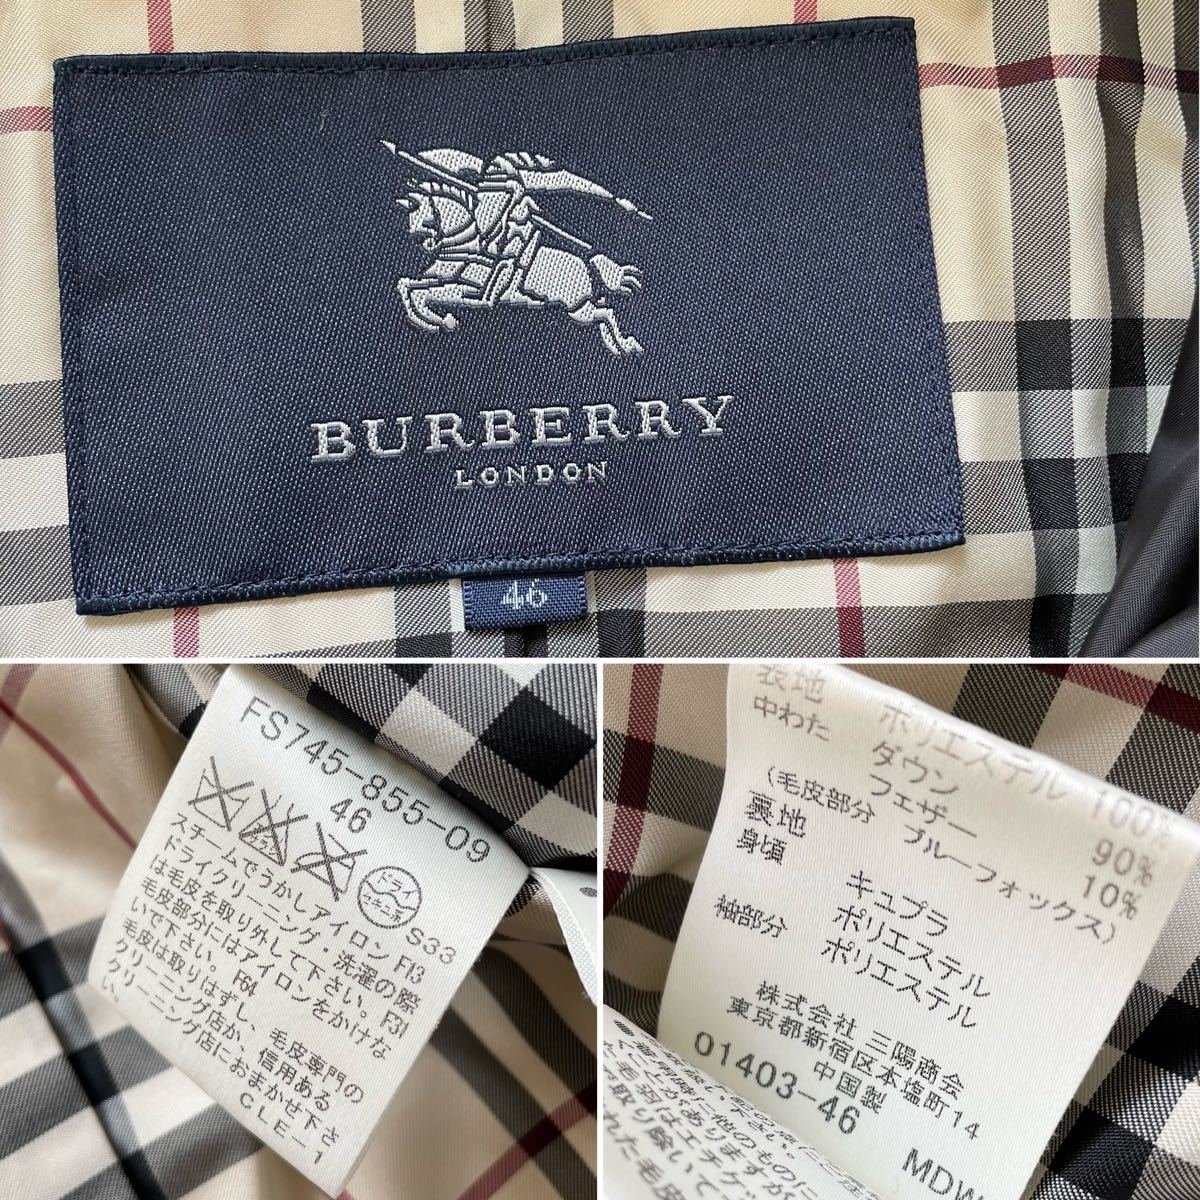 BURBERRY
LONDON
46
FS745-855-09
46
エンソ
ドライ
セキユ系
スチームでうかしアイロン F13 S33
ドライクリーニング・洗濯の際
は毛皮を取り外して下さい。F31
毛皮部分にはアイロンをかけな
いで下さい。F64
毛皮は取りはずし、毛皮専門の
クリーニング店か、信用ある
クリーニング店におまかせ下さ
い。
CLE-1
表地 ポリエステル 100%
中わた ダウン 90%
フェザー 10%
(毛皮部分 ブルーフォックス)
裏地
身頃 キュプラ
ポリエステル
袖部分 ポリエステル
株式会社 三陽商会
東京都新宿区本塩町14
中国製
01403-46
MDW